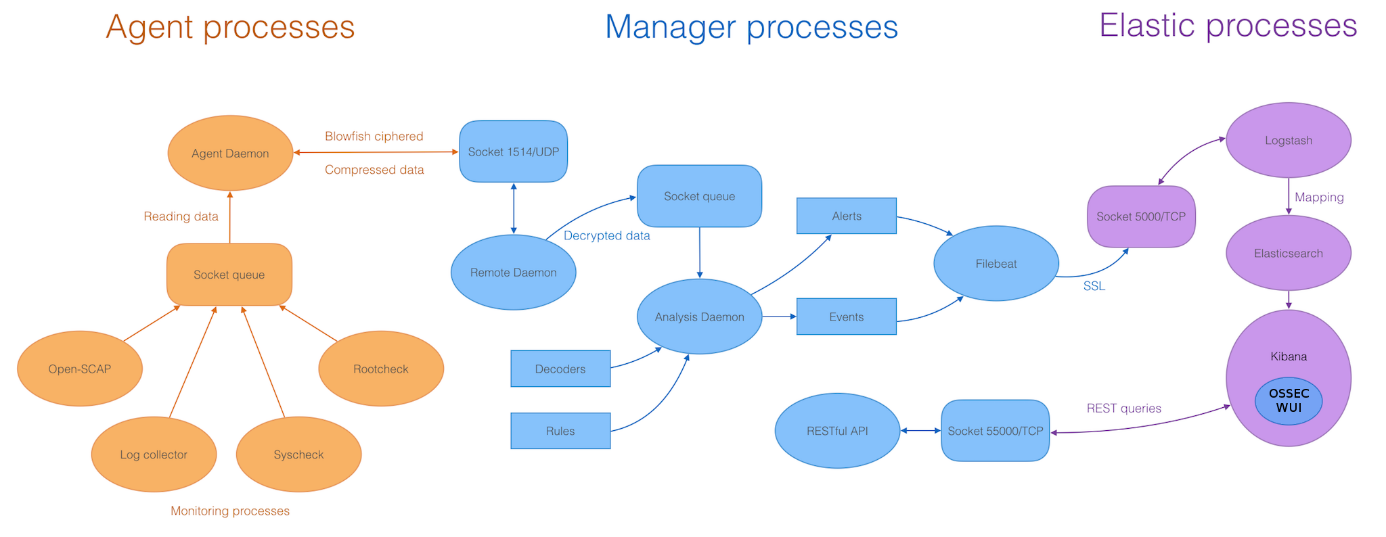 Agent processes
Manager processes
Elastic processes
Agent Daemon
Blowfish ciphered
Compressed data
Reading data
Socket queue
Open-SCAP
Rootcheck
Log collector
Syscheck
Monitoring processes
Socket 1514/UDP
Remote Daemon
Decrypted data
Socket queue
Analysis Daemon
Decoders
Rules
Alerts
Events
Filebeat
SSL
RESTful API
Socket 55000/TCP
REST queries
Logstash
Socket 5000/TCP
Mapping
Elasticsearch
Kibana
OSSEC
WUI